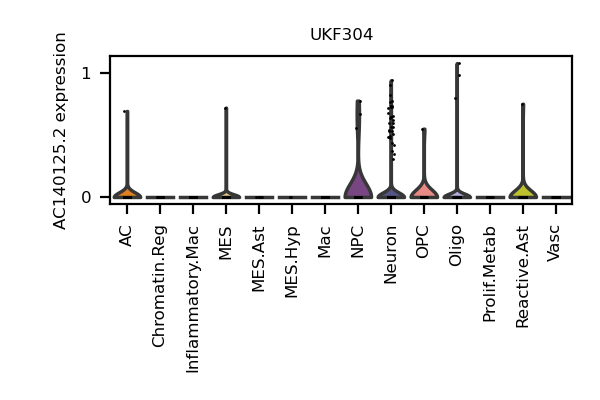 UKF304
AC140125.2 expression
1
0
AC
Chromatin.Reg
Inflammatory.Mac
MES
MES.Ast
MES.Hyp
Mac
NPC
Neuron
OPC
Oligo
Prolif.Metab
Reactive.Ast
Vasc